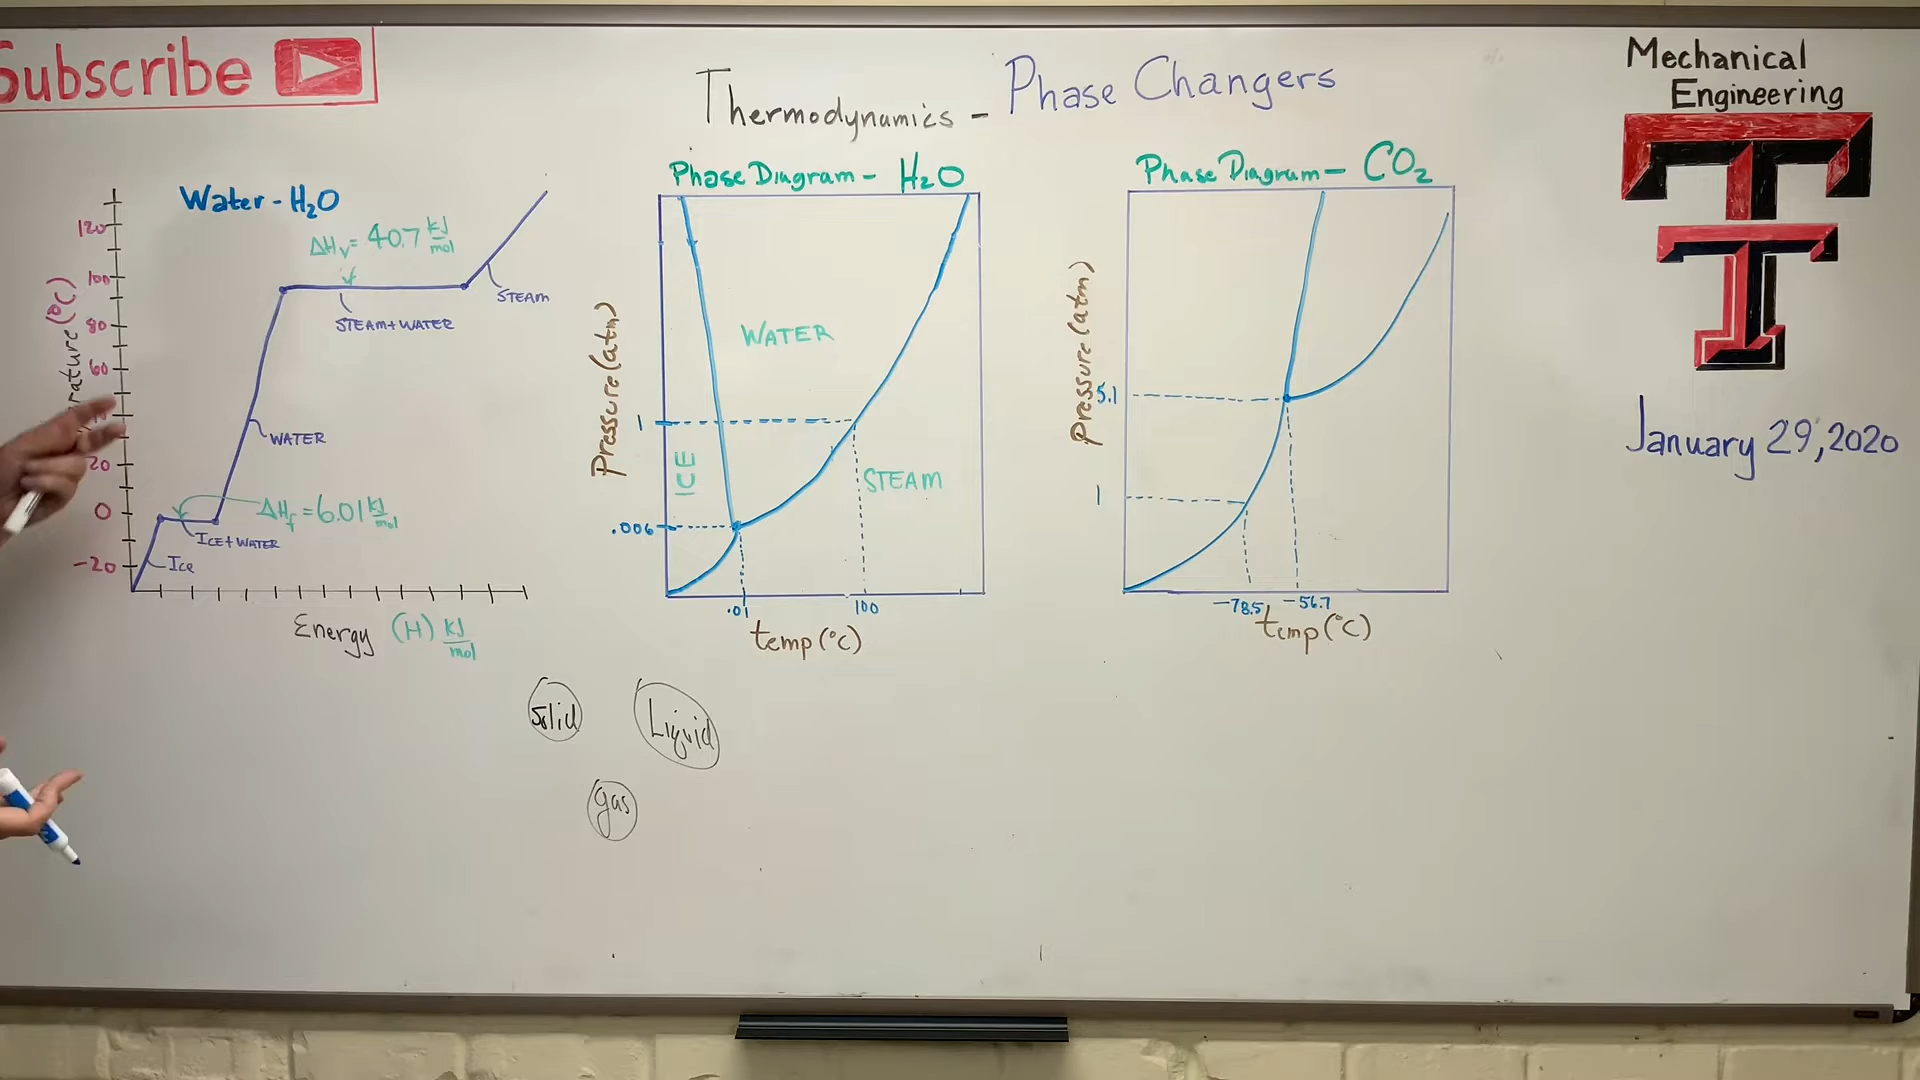 Subscribe
Thermodynamics - Phase Changers
Mechanical
Engineering
January 29, 2020
Water - H₂O
ΔHᵥ = 40.7 kJ/mol
120
100
80
60
20
0
-20
STEAM
STEAM+WATER
WATER
ΔH_f = 6.01 kJ/mol
ICE+WATER
ICE
Energy (H) kJ/mol
Phase Diagram - H₂O
Pressure (atm)
WATER
1
ICE
STEAM
.006
.01
100
temp (°C)
Phase Diagram - CO₂
Pressure (atm)
5.1
1
-78.5
-56.7
temp (°C)
Solid
Liquid
gas